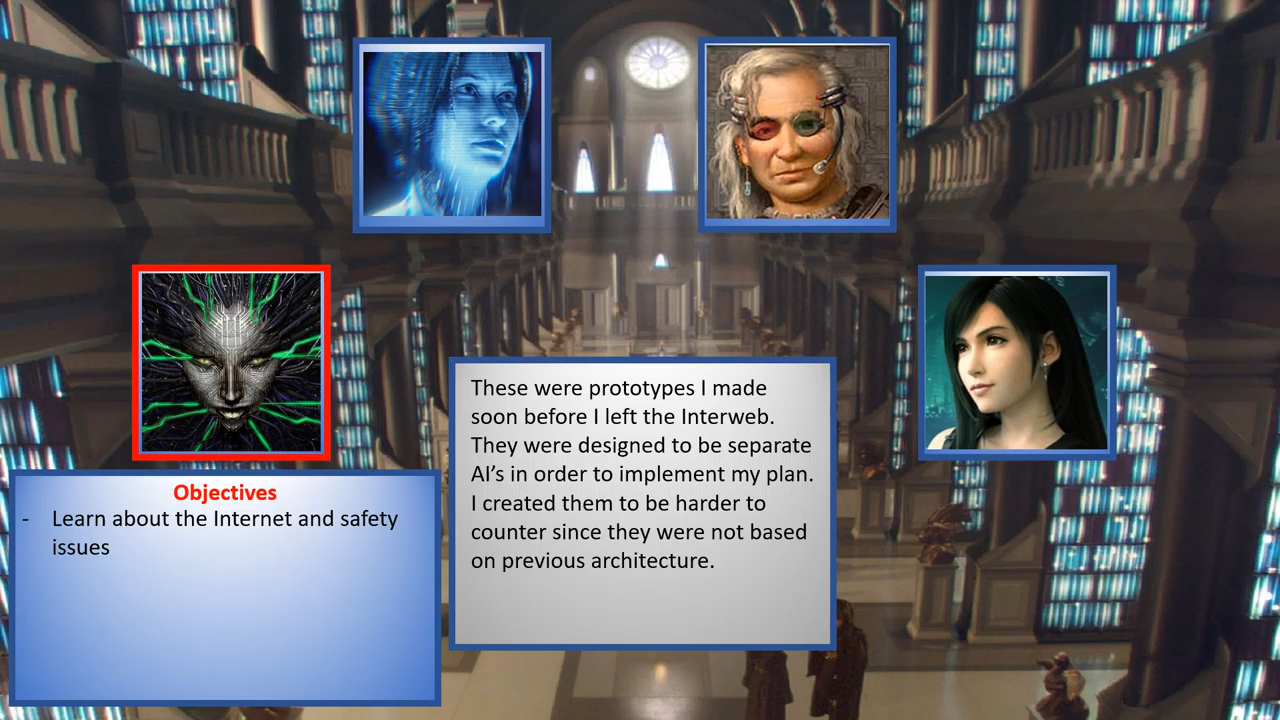 These were prototypes I made
soon before I left the Interweb.
They were designed to be separate
AI’s in order to implement my plan.
I created them to be harder to
counter since they were not based
on previous architecture.
Objectives
- Learn about the Internet and safety
issues